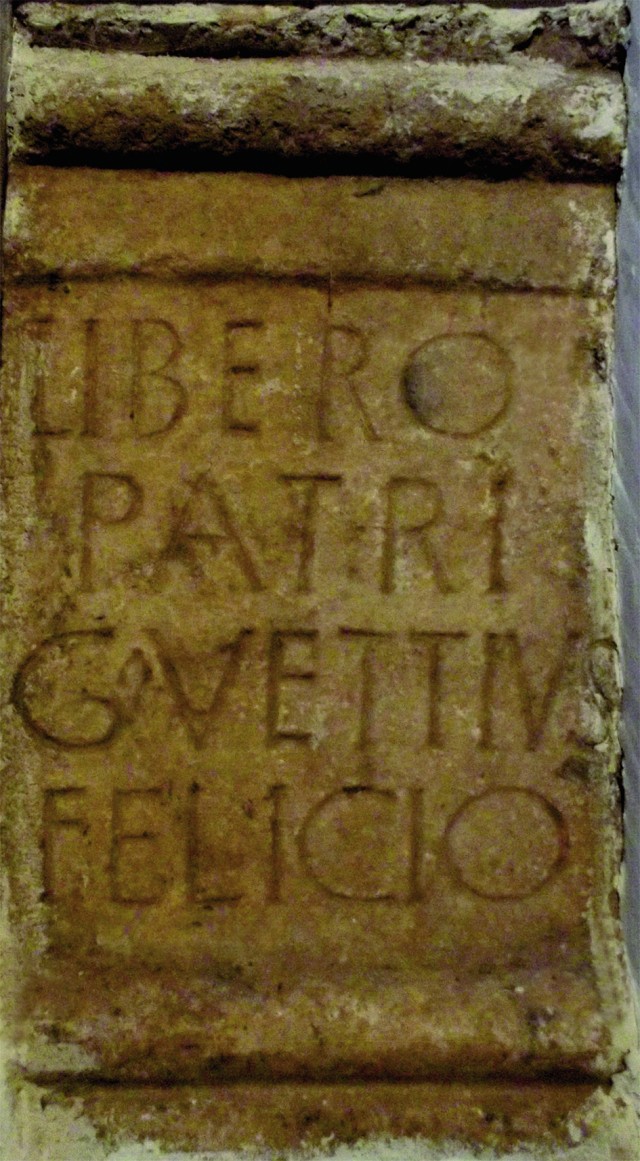 LIBERO
PATRI
G VETTIVS
FELICIO